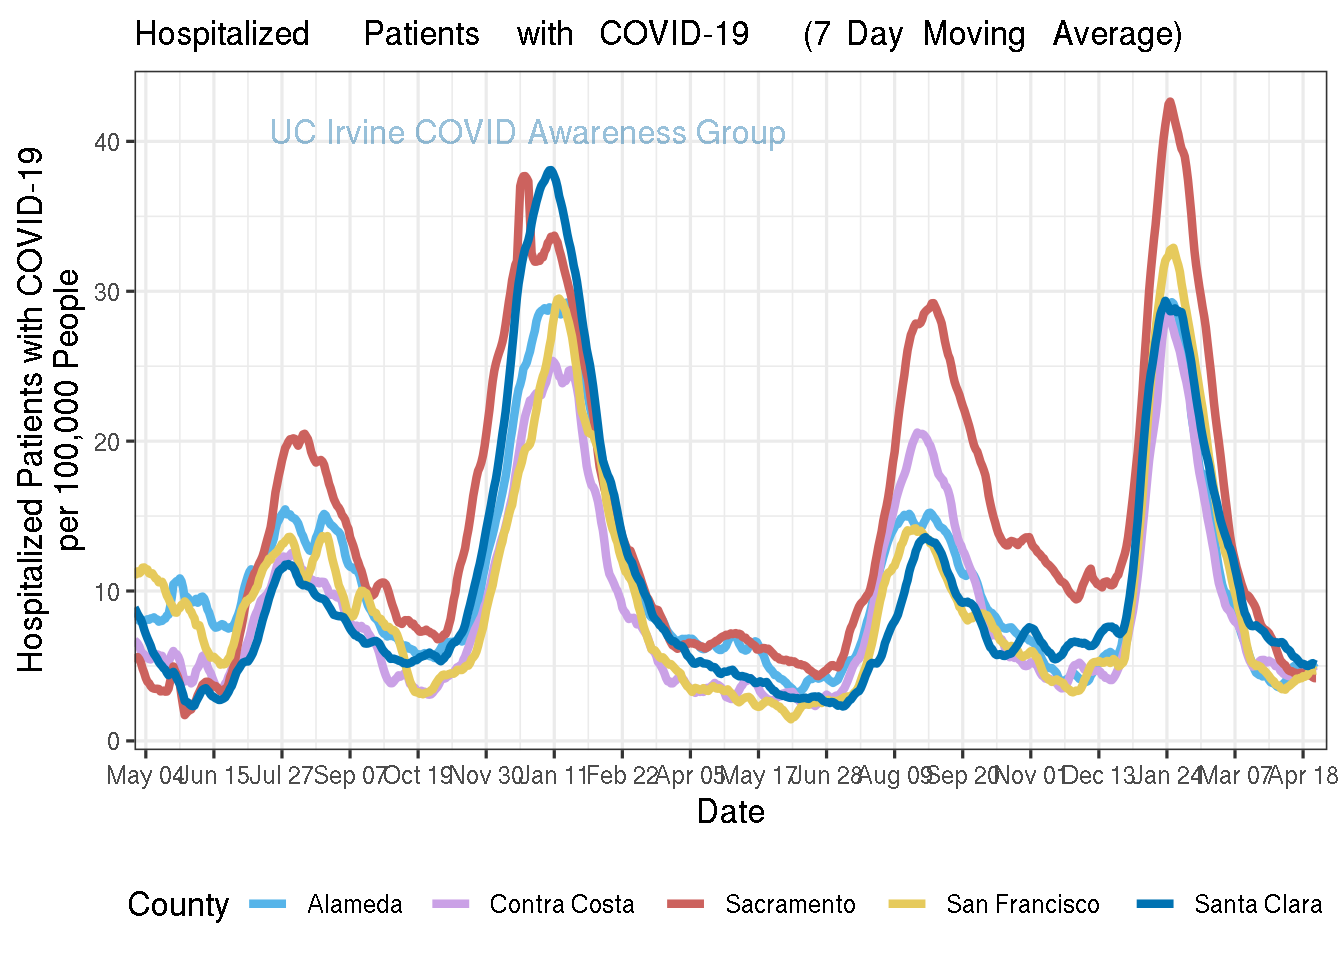 Hospitalized Patients with COVID-19 (7 Day Moving Average)
UC Irvine COVID Awareness Group
Hospitalized Patients with COVID-19
per 100,000 People
40
30
20
10
0
May 04 Jun 15 Jul 27 Sep 07 Oct 19 Nov 30 Jan 11 Feb 22 Apr 05 May 17 Jun 28 Aug 09 Sep 20 Nov 01 Dec 13 Jan 24 Mar 07 Apr 18
Date
County Alameda Contra Costa Sacramento San Francisco Santa Clara